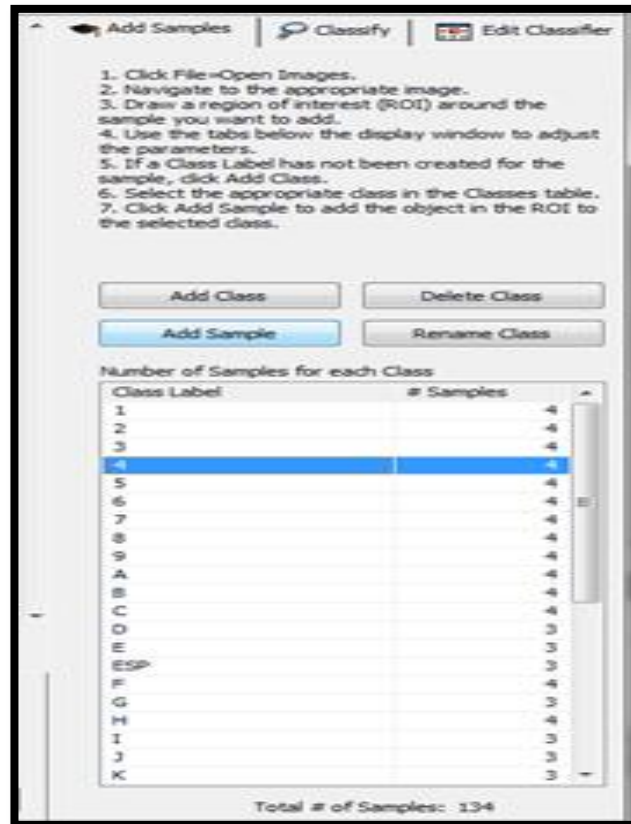 Add Samples Classify Edit Classifier
1. Click File=Open Images.
2. Navigate to the appropriate image.
3. Draw a region of interest (ROI) around the
sample you want to add.
4. Use the tabs below the display window to adjust
the parameters.
5. If a Class Label has not been created for the
sample, click Add Class.
6. Select the appropriate class in the Classes table.
7. Click Add Sample to add the object in the ROI to
the selected class.
Add Class Delete Class
Add Sample Rename Class
Number of Samples for each Class
Class Label # Samples
1 4
2 4
3 4
4 4
5 4
6 4
7 4
8 4
9 4
A 4
B 4
C 4
D 3
E 3
ESP 3
F 4
G 3
H 4
I 3
J 3
K 3
Total # of Samples: 134